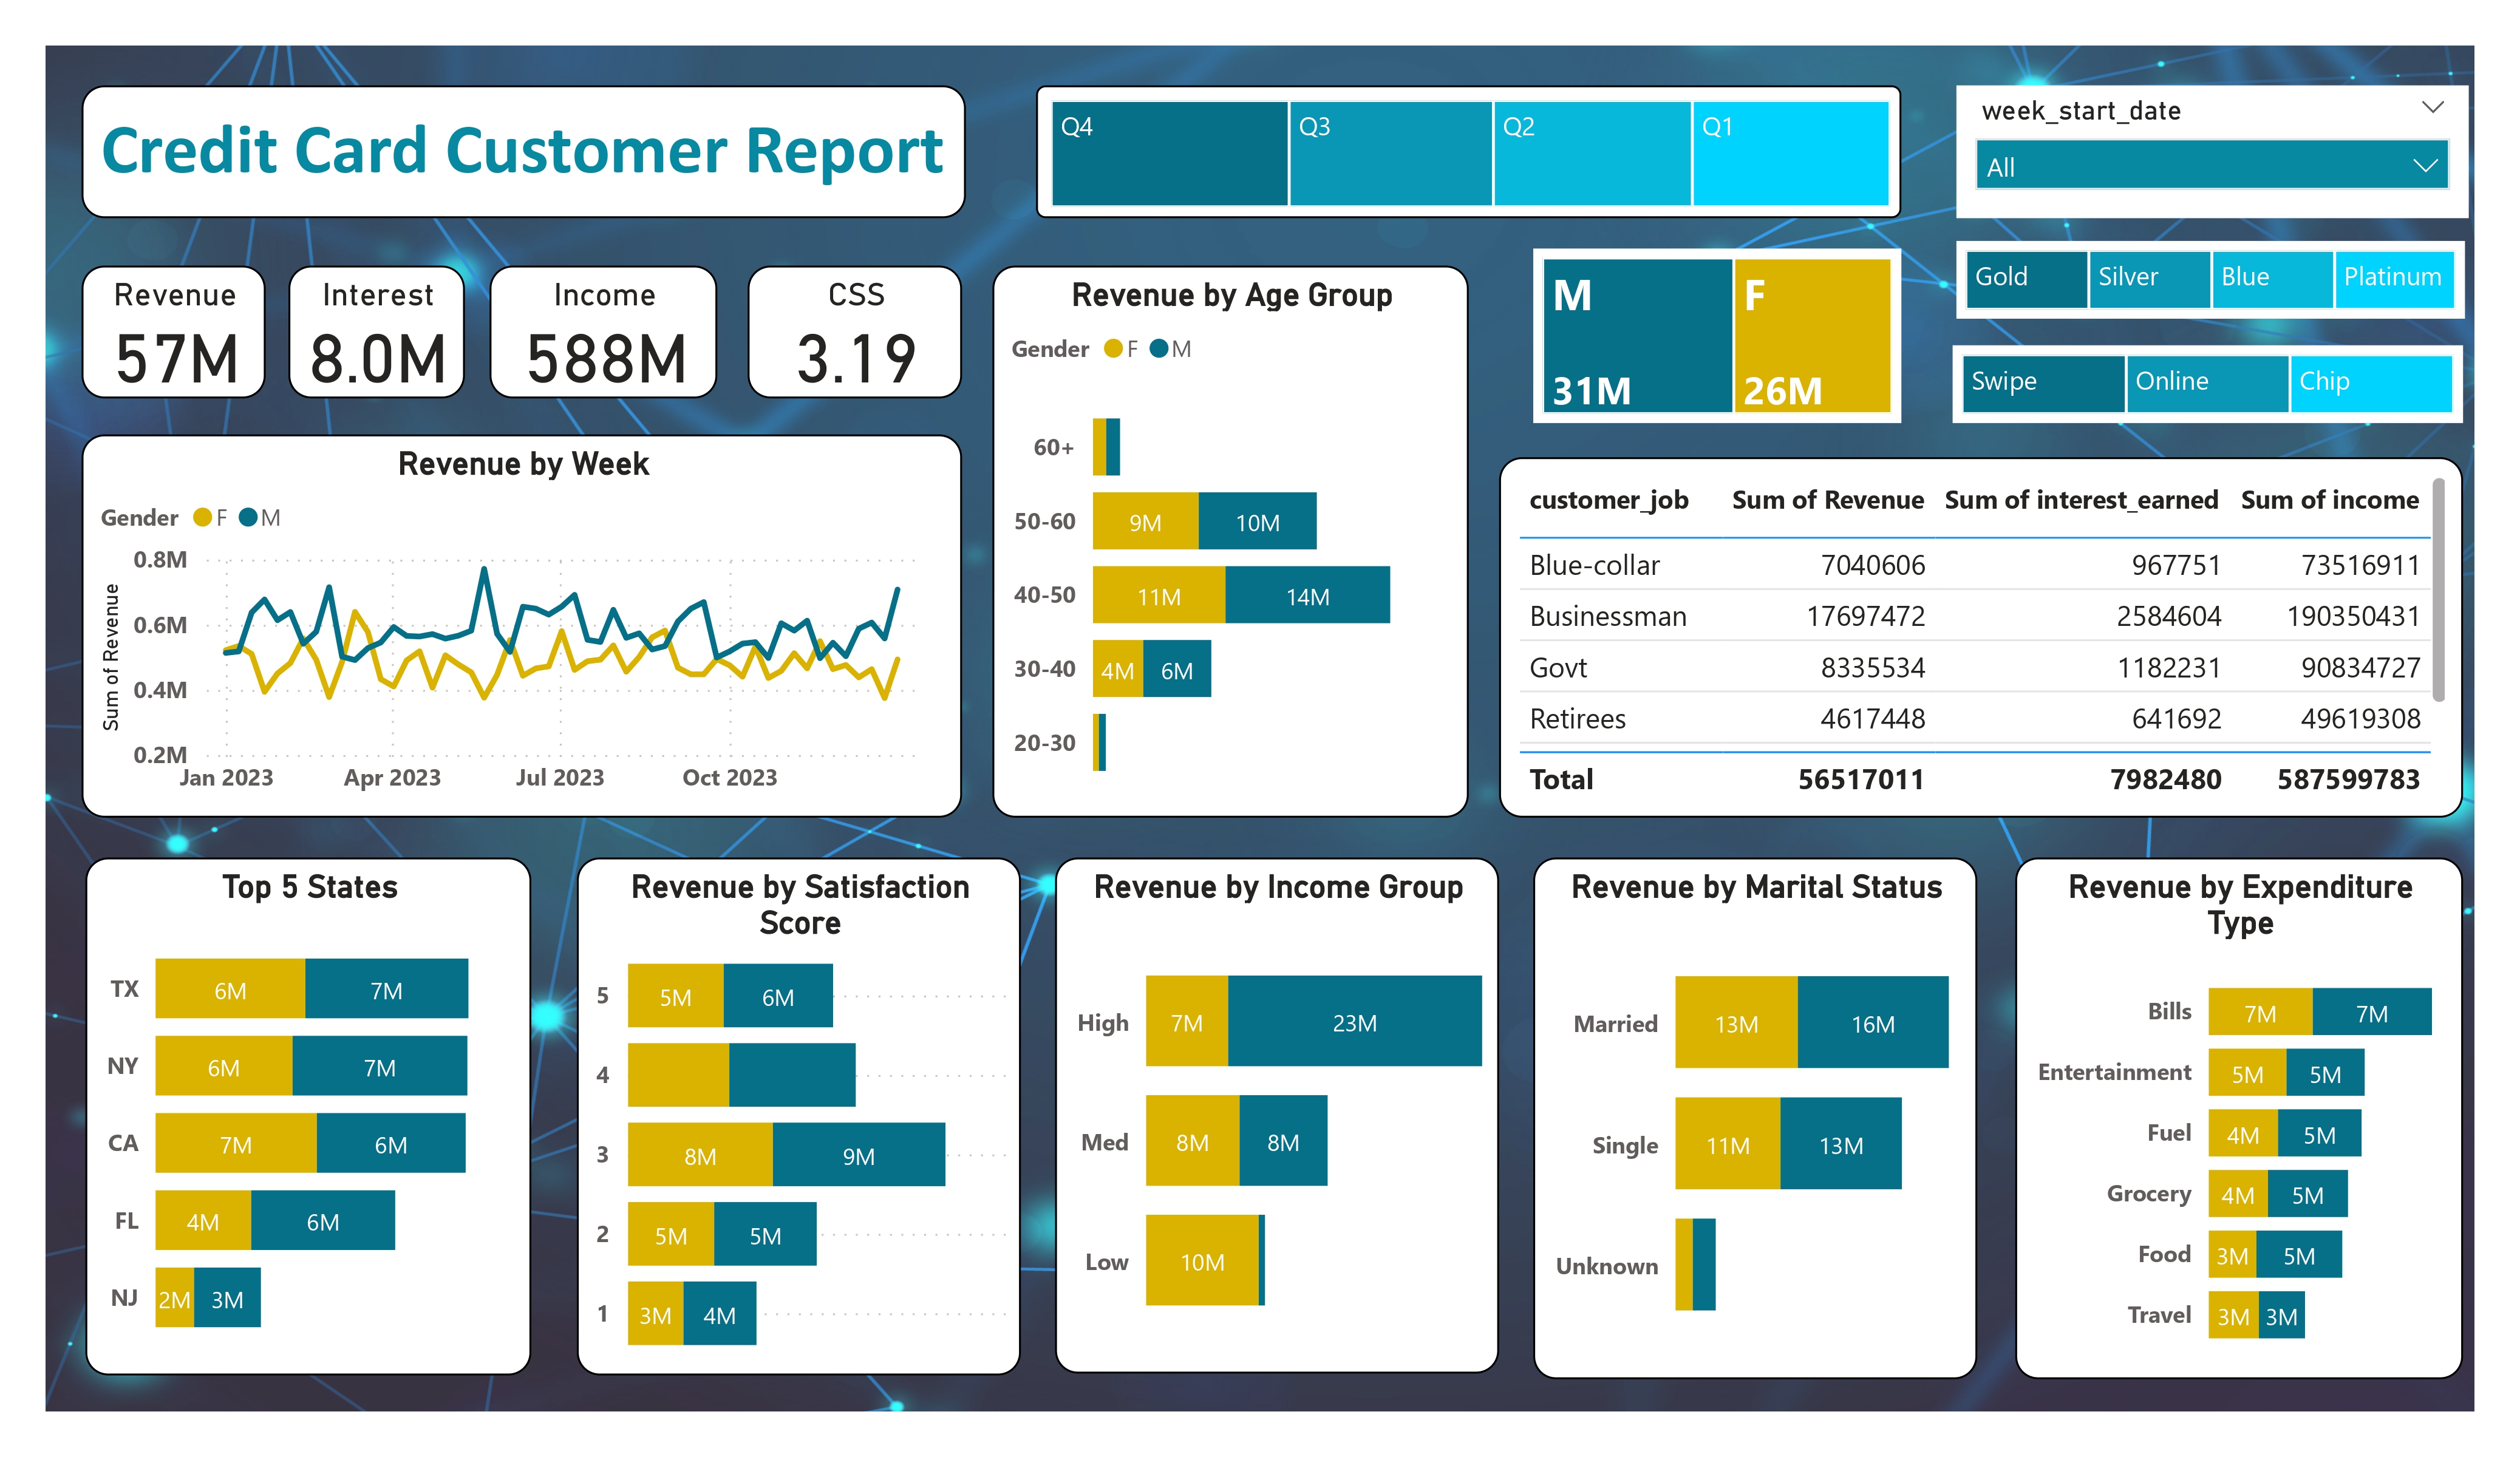 Credit Card Customer Report
Q4 Q3 Q2 Q1
week_start_date
All
Revenue
57M
Interest
8.0M
Income
588M
CSS
3.19
M
31M
F
26M
Gold Silver Blue Platinum
Swipe Online Chip
Revenue by Week
Gender F M
Sum of Revenue
0.8M
0.6M
0.4M
0.2M
Jan 2023 Apr 2023 Jul 2023 Oct 2023
Revenue by Age Group
Gender F M
60+
50-60 9M 10M
40-50 11M 14M
30-40 4M 6M
20-30
customer_job Sum of Revenue Sum of interest_earned Sum of income
Blue-collar 7040606 967751 73516911
Businessman 17697472 2584604 190350431
Govt 8335534 1182231 90834727
Retirees 4617448 641692 49619308
Total 56517011 7982480 587599783
Top 5 States
TX 6M 7M
NY 6M 7M
CA 7M 6M
FL 4M 6M
NJ 2M 3M
Revenue by Satisfaction
Score
5 5M 6M
4
3 8M 9M
2 5M 5M
1 3M 4M
Revenue by Income Group
High 7M 23M
Med 8M 8M
Low 10M
Revenue by Marital Status
Married 13M 16M
Single 11M 13M
Unknown
Revenue by Expenditure
Type
Bills 7M 7M
Entertainment 5M 5M
Fuel 4M 5M
Grocery 4M 5M
Food 3M 5M
Travel 3M 3M